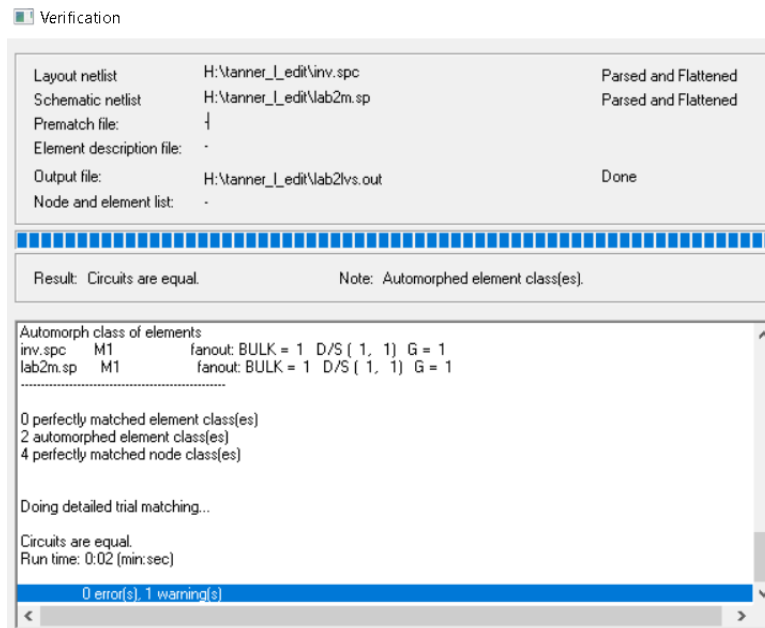 Verification
Layout netlist H:\tanner_l_edit\inv.spc Parsed and Flattened
Schematic netlist H:\tanner_l_edit\lab2m.sp Parsed and Flattened
Prematch file: -
Element description file: -
Output file: H:\tanner_l_edit\lab2lvs.out Done
Node and element list: -
Result: Circuits are equal. Note: Automorphed element class(es).
Automorph class of elements
inv.spc M1 fanout: BULK = 1 D/S ( 1, 1) G = 1
lab2m.sp M1 fanout: BULK = 1 D/S ( 1, 1) G = 1
---------------------------------------------------
0 perfectly matched element class(es)
2 automorphed element class(es)
4 perfectly matched node class(es)
Doing detailed trial matching...
Circuits are equal.
Run time: 0:02 (min:sec)
0 error(s), 1 warning(s)